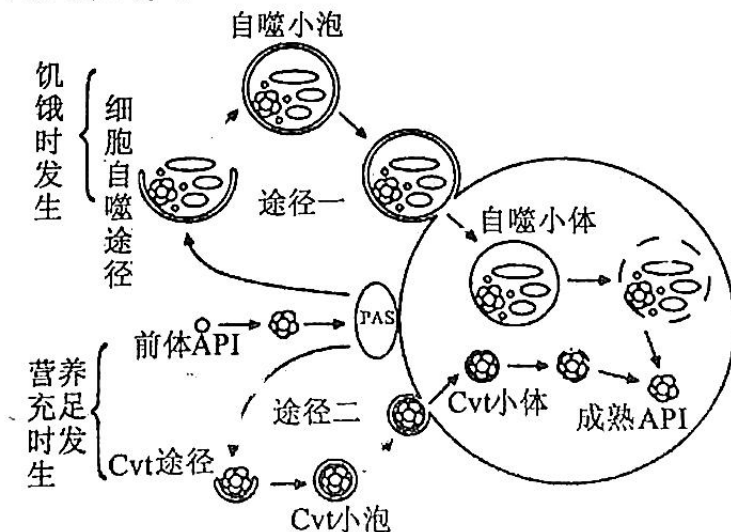 自噬小泡
饥饿时发生
细胞自噬途径
途径一
自噬小体
PAS
前体API
营养充足时发生
途径二
Cvt小体
成熟API
Cvt途径
Cvt小泡